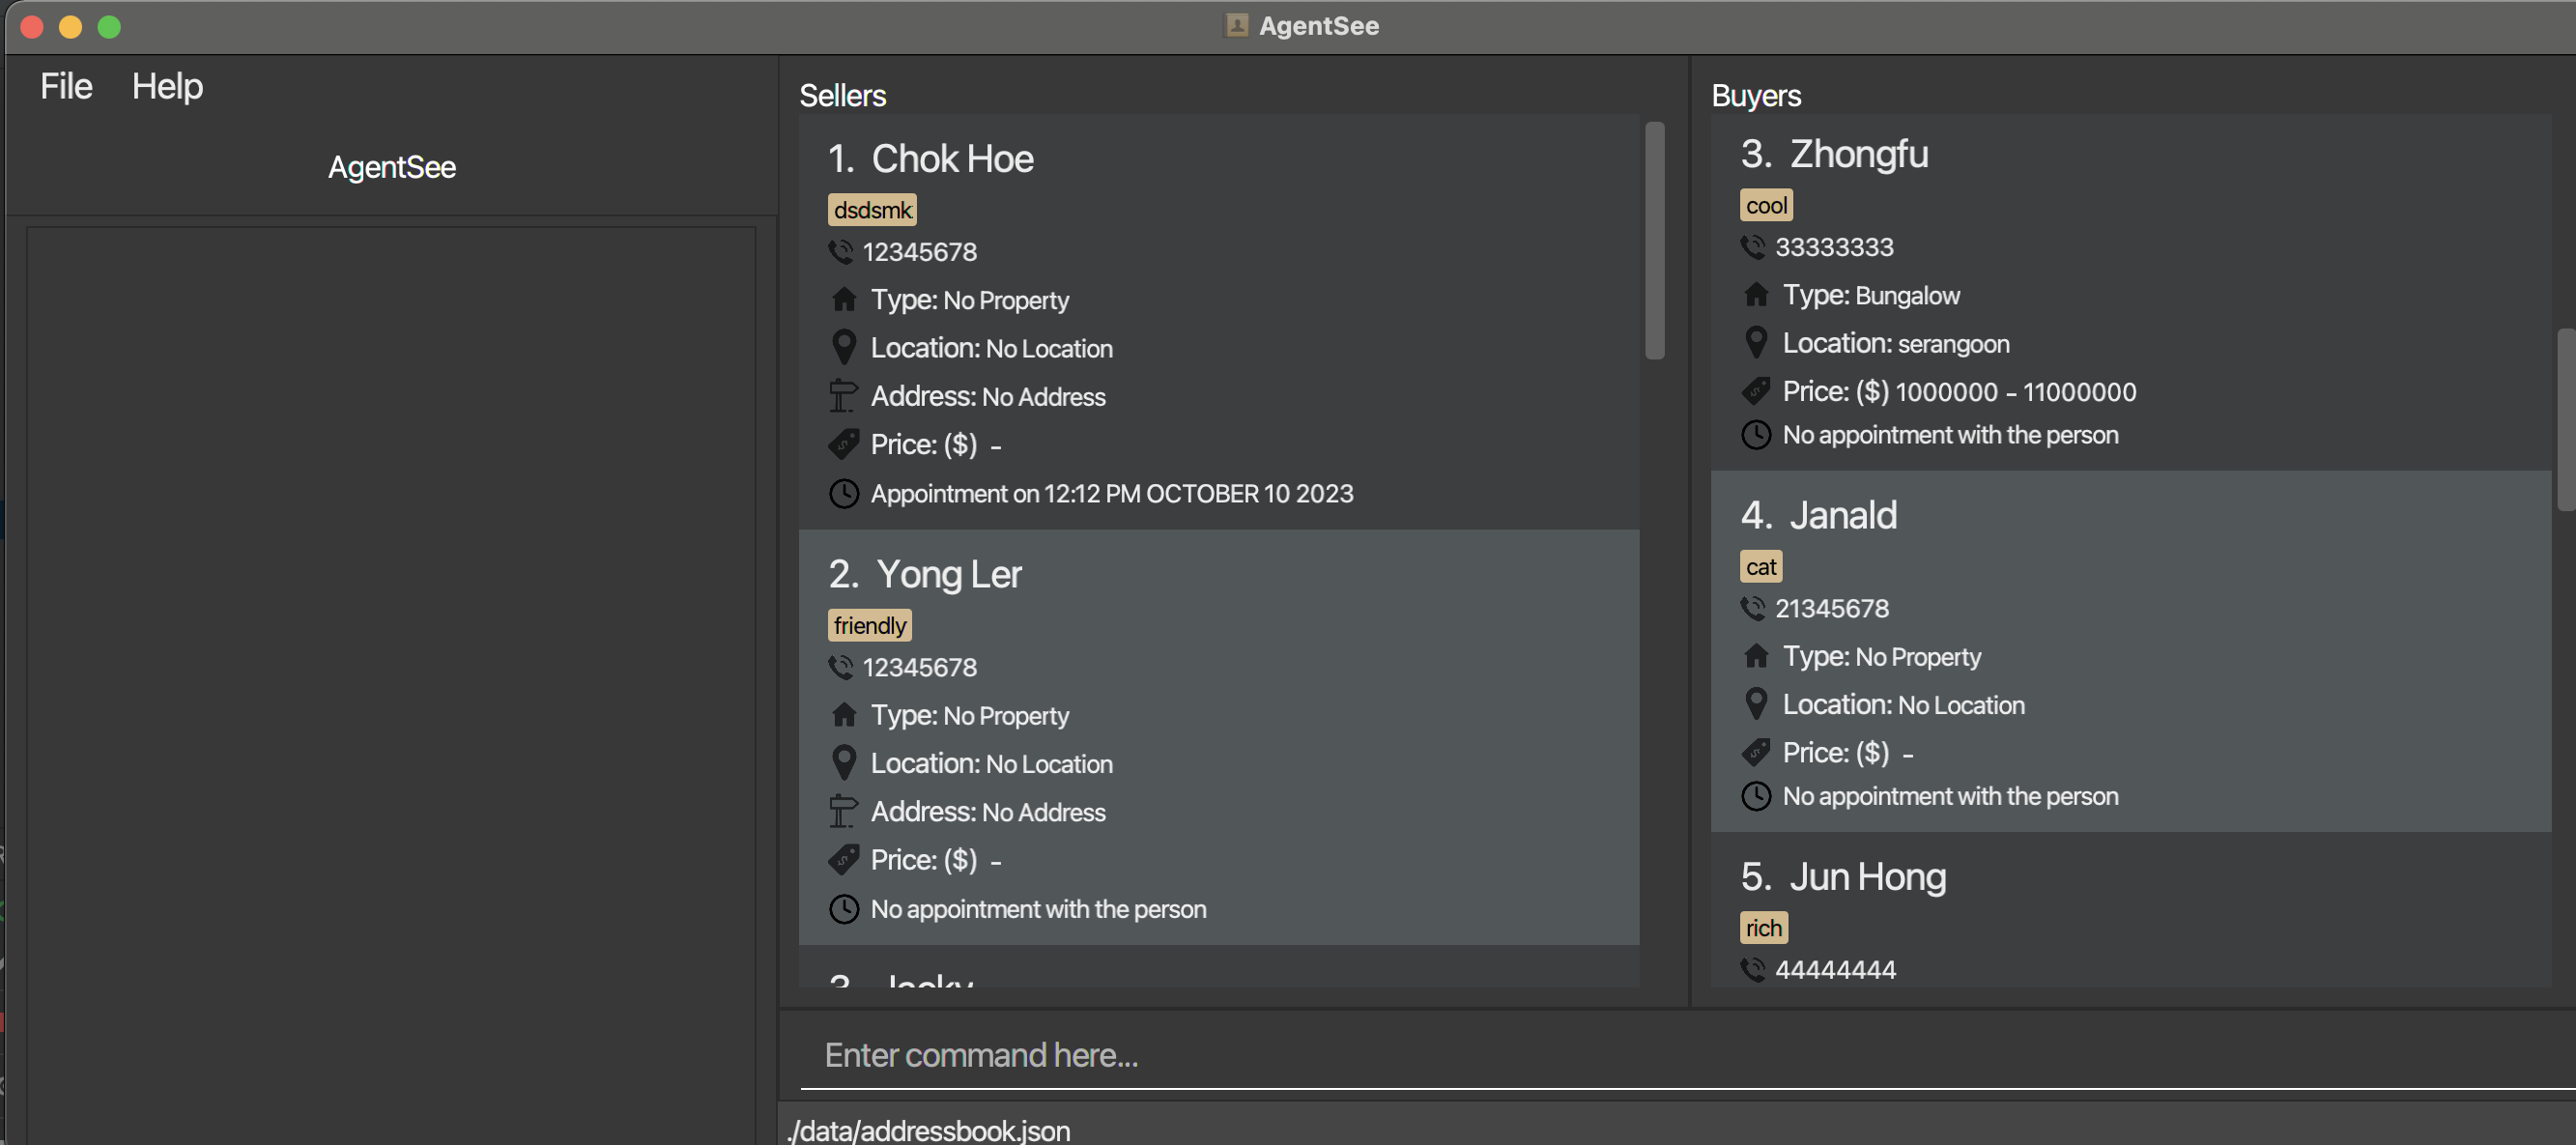 AgentSee
File Help
AgentSee
Sellers
1. Chok Hoe
dsdsmk
12345678
Type: No Property
Location: No Location
Address: No Address
Price: ($) -
Appointment on 12:12 PM OCTOBER 10 2023
2. Yong Ler
friendly
12345678
Type: No Property
Location: No Location
Address: No Address
Price: ($) -
No appointment with the person
3. Jacky
Buyers
3. Zhongfu
cool
33333333
Type: Bungalow
Location: serangoon
Price: ($) 1000000 - 11000000
No appointment with the person
4. Janald
cat
21345678
Type: No Property
Location: No Location
Price: ($) -
No appointment with the person
5. Jun Hong
rich
44444444
Enter command here...
./data/addressbook.json